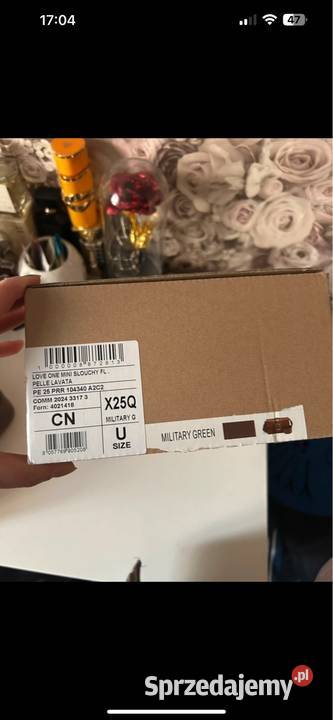 17:04
47
1000008872813
LOVE ONE MINI SLOUCHY FL.
PELLE LAVATA
PE 25 PRR 104340 A2C2
COMM 2024 3317 3
Forn: 4021416
CN
X25Q
MILITARY G
U
SIZE
MILITARY GREEN
Sprzedajemy.pl